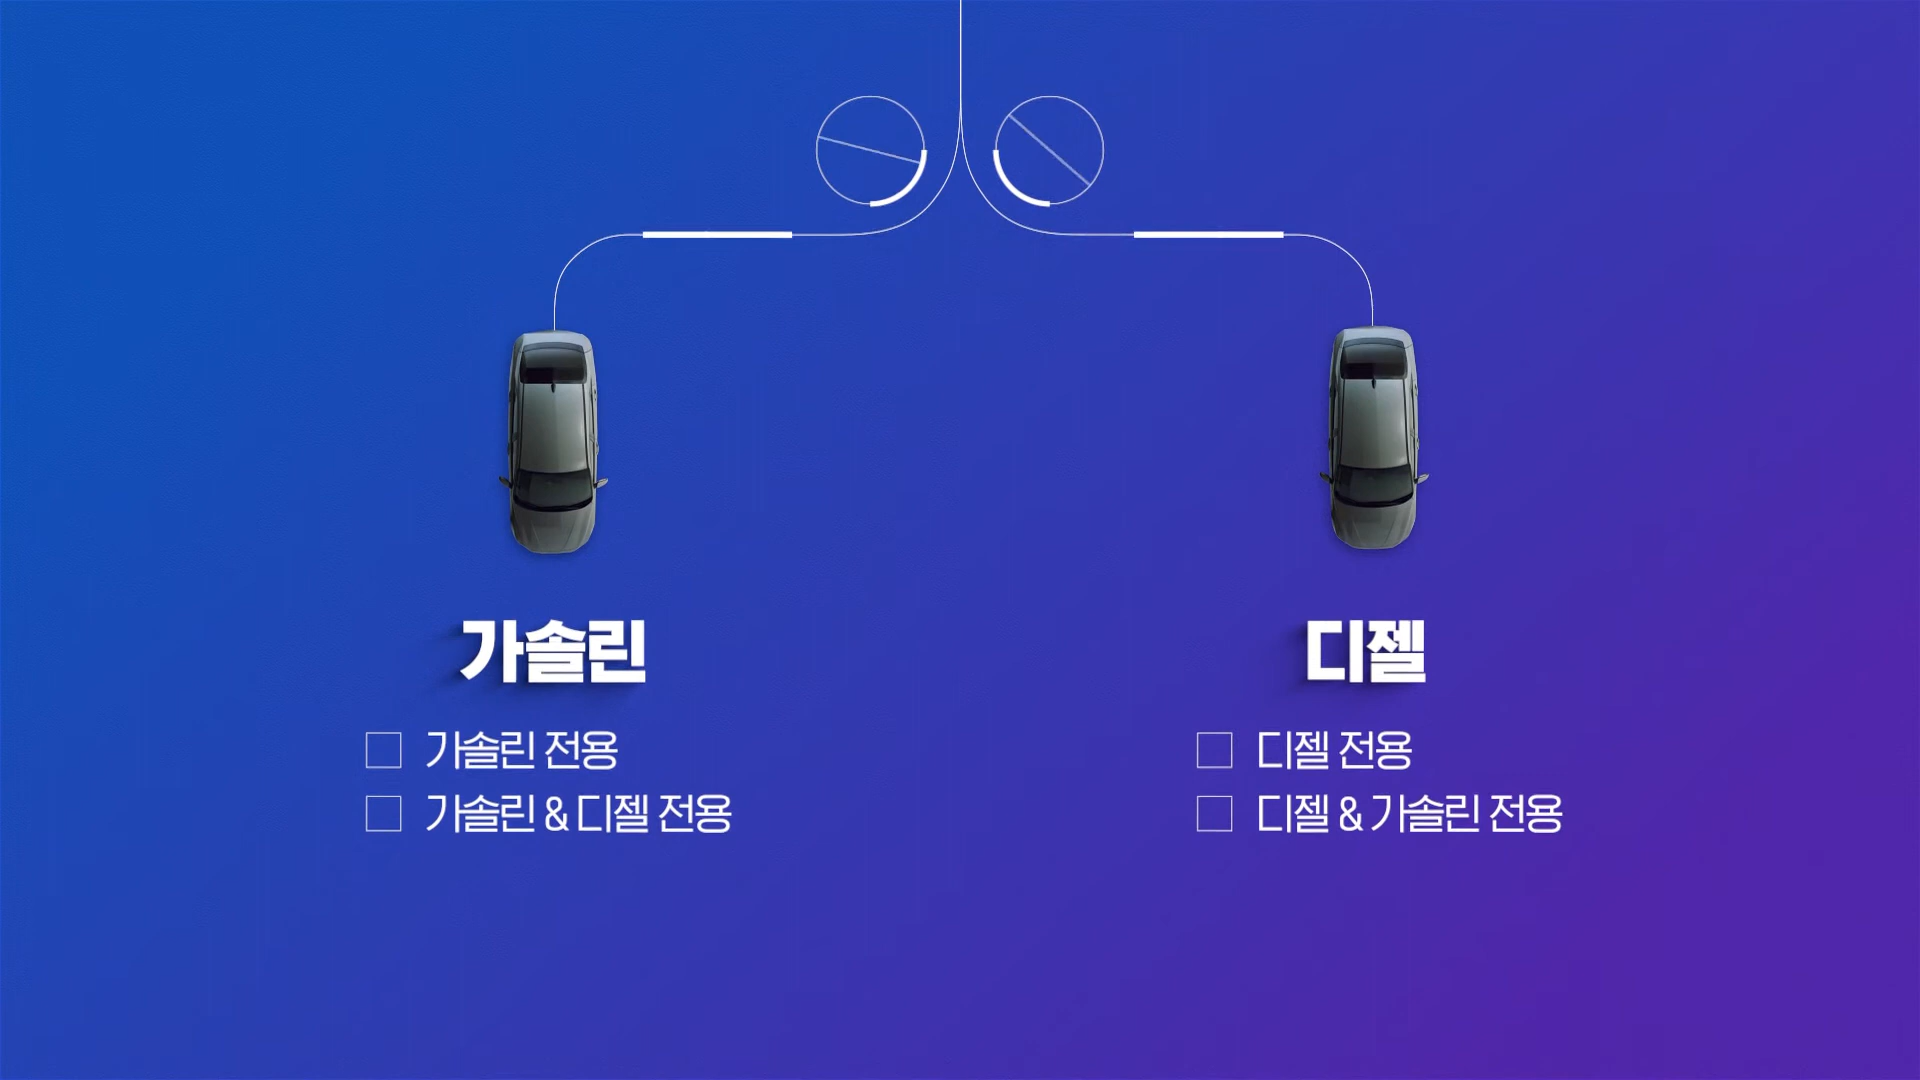 가솔린
가솔린 전용
가솔린 & 디젤 전용
디젤
디젤 전용
디젤 & 가솔린 전용